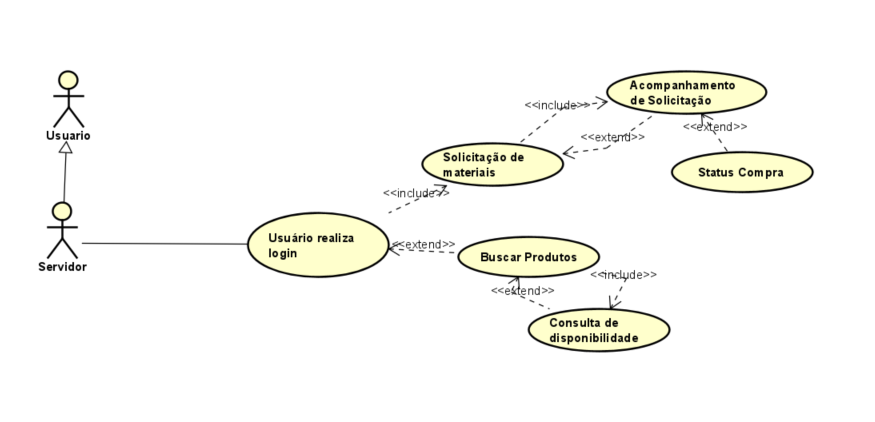 Usuario
Servidor
Usuário realiza
login
<<include>>
Solicitação de
materiais
<<include>>
Acompanhamento
de Solicitação
<<extend>>
<<extend>>
Status Compra
<<extend>>
Buscar Produtos
<<include>>
<<extend>>
Consulta de
disponibilidade